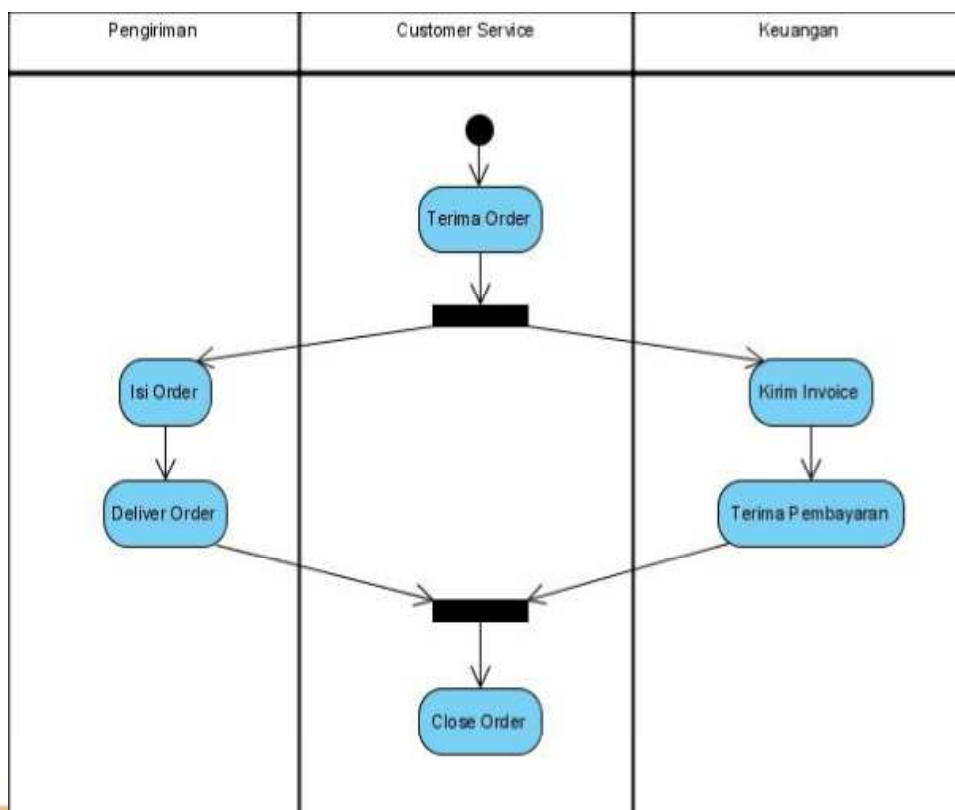 Pengiriman
Customer Service
Keuangan
Terima Order
Isi Order
Kirim Invoice
Deliver Order
Terima Pembayaran
Close Order